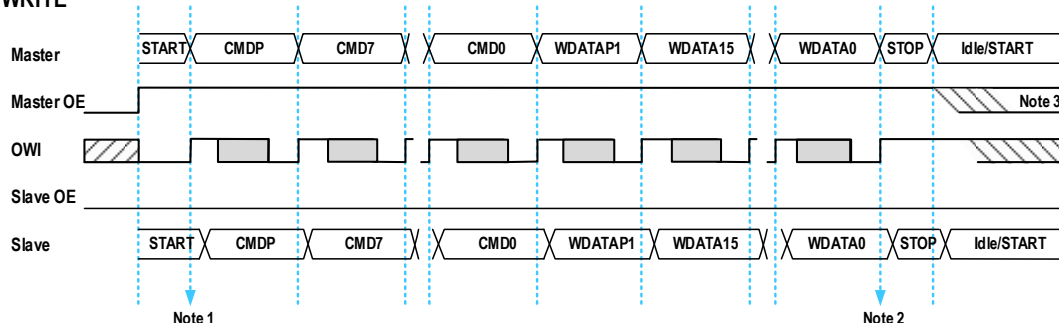 WRITE
Master START CMDP CMD7 CMD0 WDATAP1 WDATA15 WDATA0 STOP Idle/START
Master OE Note 3
OWI
Slave OE
Slave START CMDP CMD7 CMD0 WDATAP1 WDATA15 WDATA0 STOP Idle/START
Note 1 Note 2